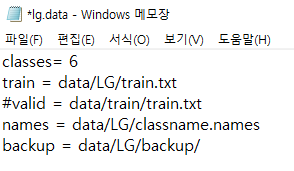 *lg.data - Windows 메모장
파일(F) 편집(E) 서식(O) 보기(V) 도움말(H)
classes= 6
train = data/LG/train.txt
#valid = data/train/train.txt
names = data/LG/classname.names
backup = data/LG/backup/